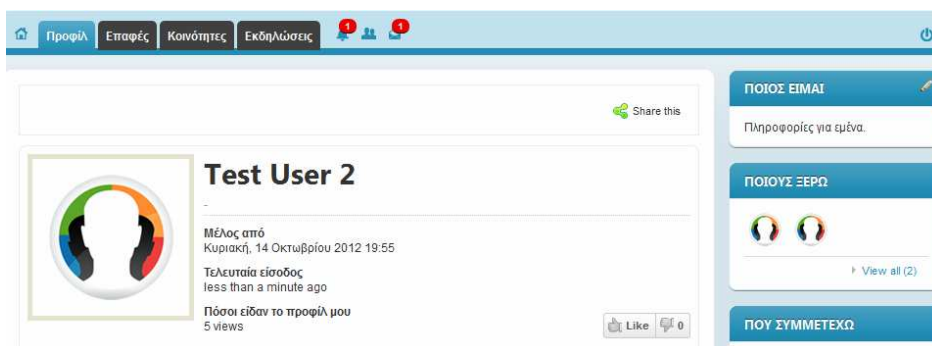 Προφίλ Επαφές Κοινότητες Εκδηλώσεις 1 1
Share this
Test User 2
-
Μέλος από
Κυριακή, 14 Οκτωβρίου 2012 19:55
Τελευταία είσοδος
less than a minute ago
Πόσοι είδαν το προφίλ μου
5 views
Like 0
ΠΟΙΟΣ ΕΙΜΑΙ
Πληροφορίες για εμένα.
ΠΟΙΟΥΣ ΞΕΡΩ
View all (2)
ΠΟΥ ΣΥΜΜΕΤΕΧΩ